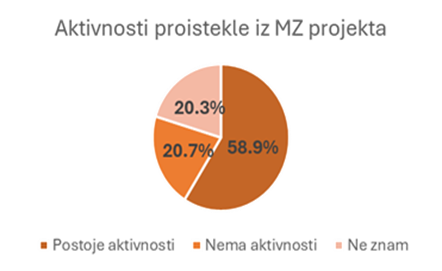 Aktivnosti proistekle iz MZ projekta
20.3%
20.7%
58.9%
Postoje aktivnosti
Nema aktivnosti
Ne znam